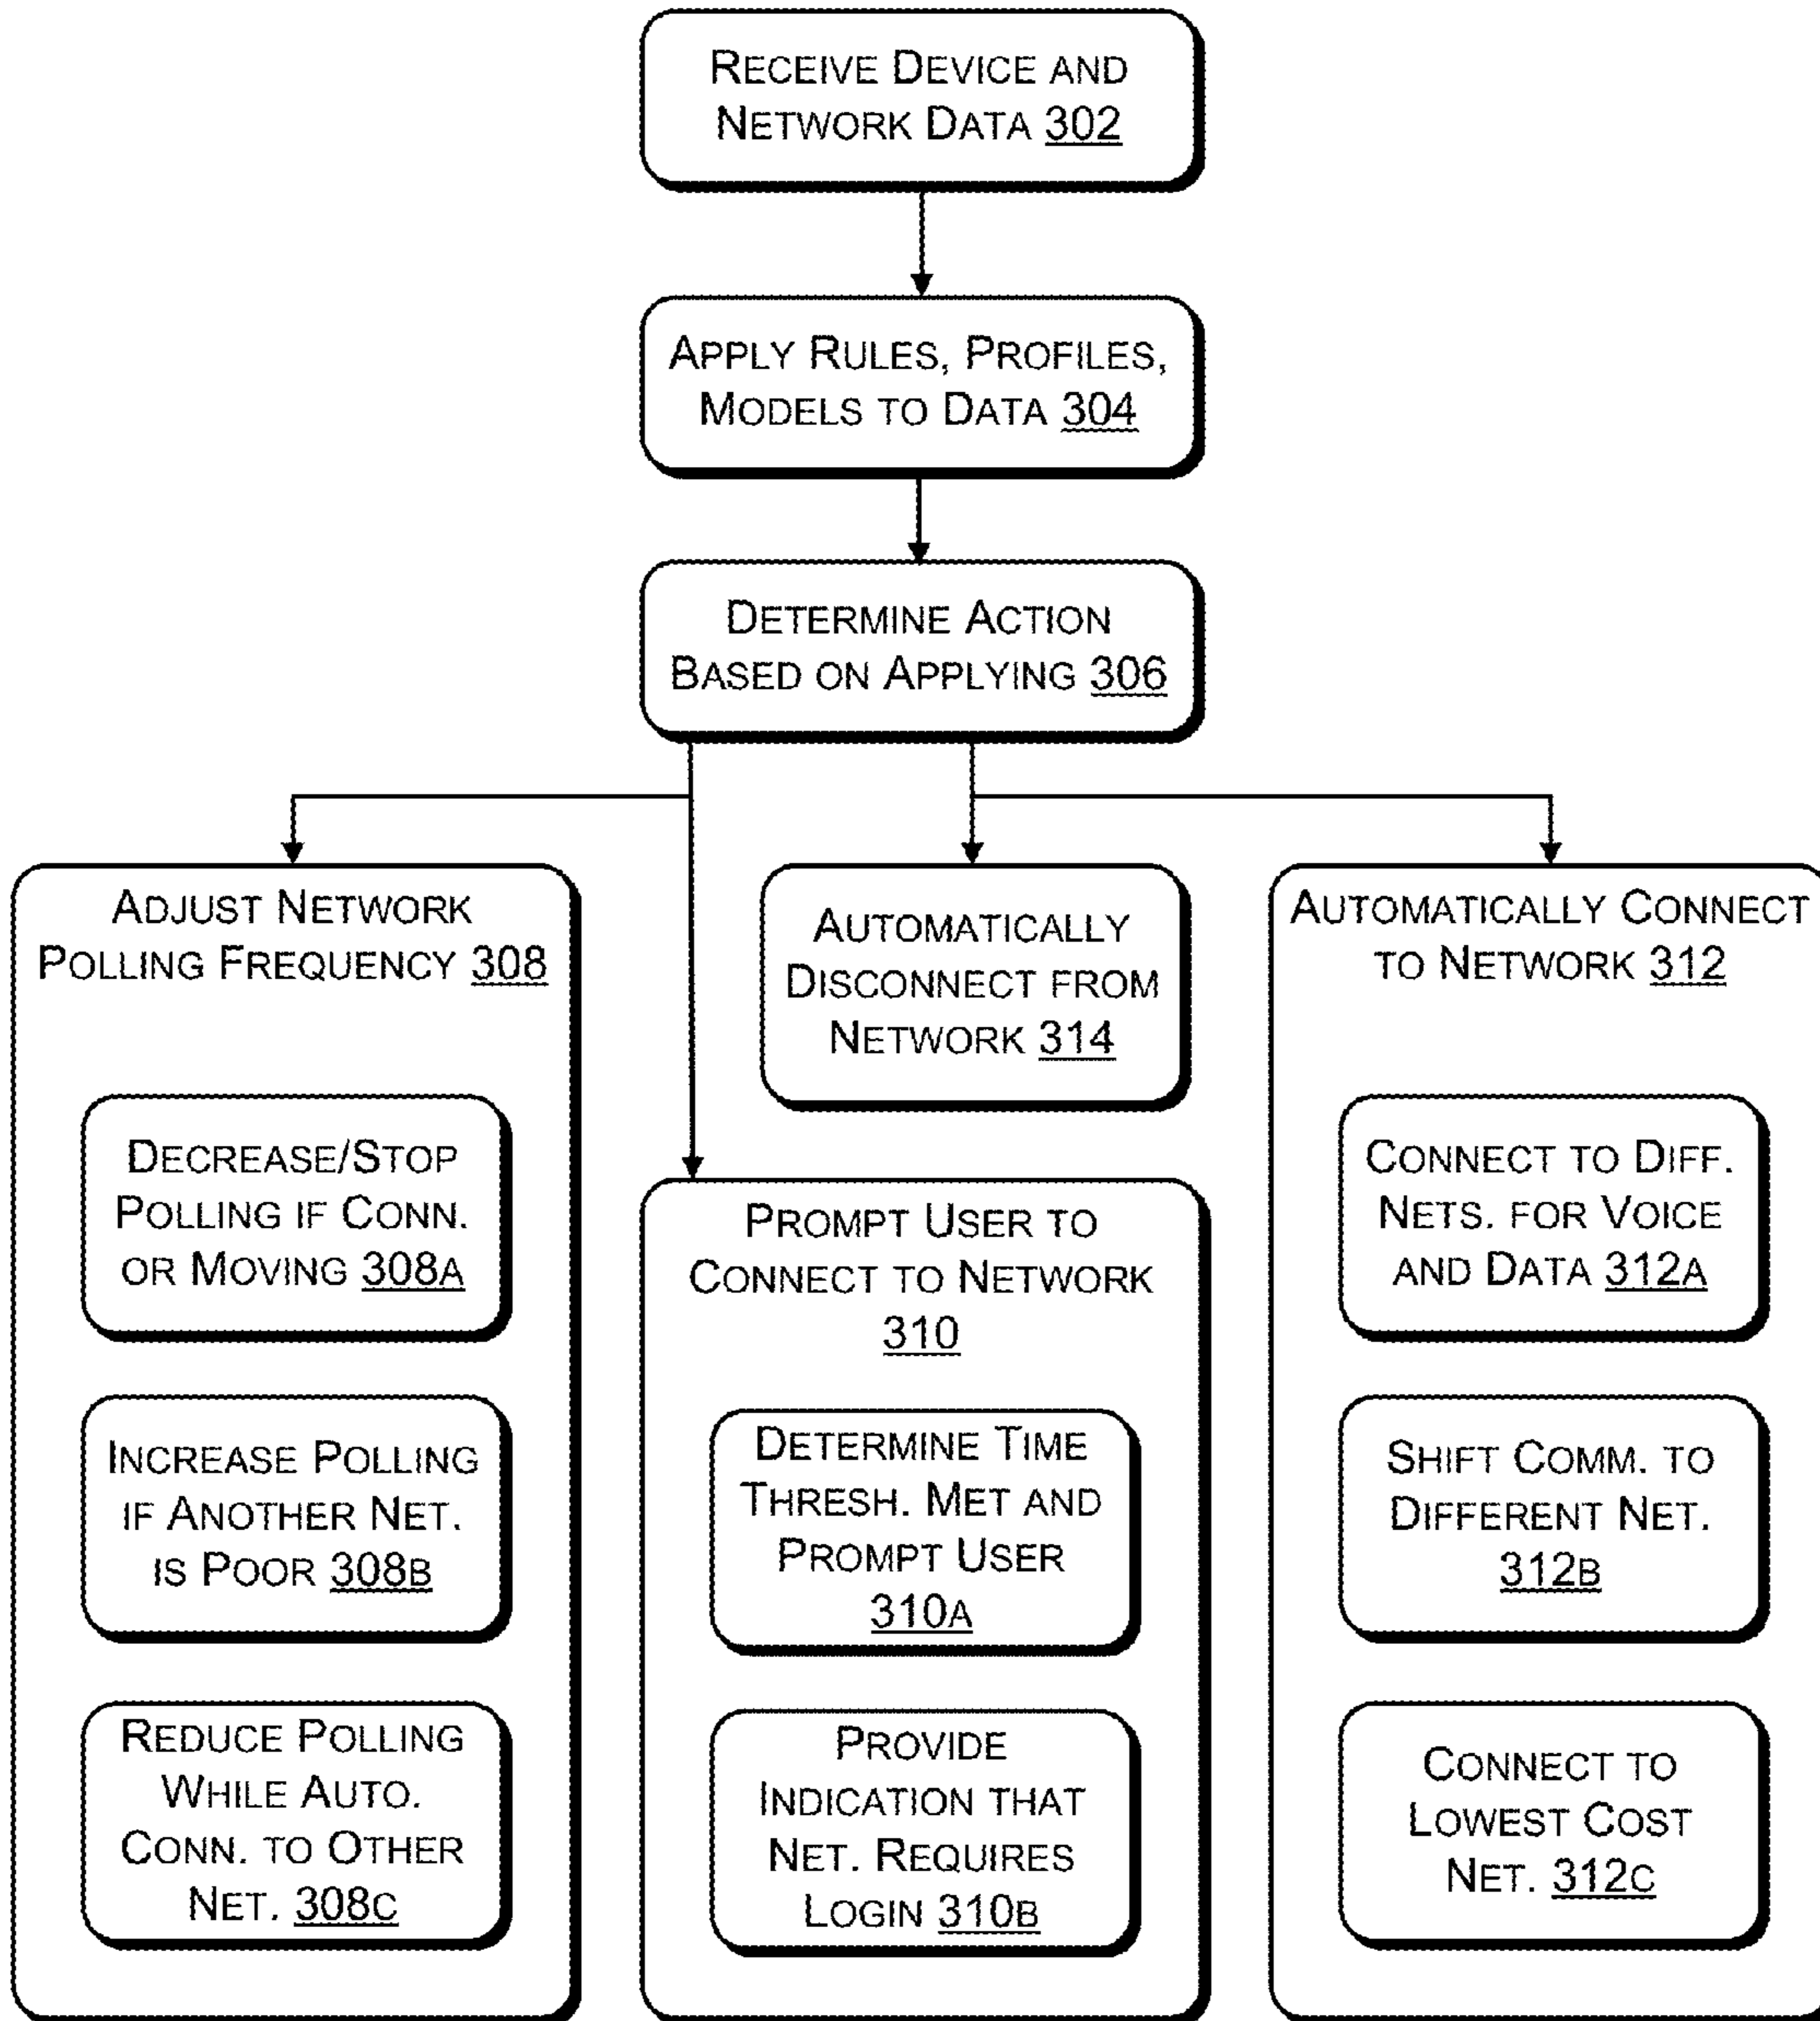 RECEIVE DEVICE AND
NETWORK DATA 302
APPLY RULES, PROFILES,
MODELS TO DATA 304
DETERMINE ACTION
BASED ON APPLYING 306
ADJUST NETWORK
POLLING FREQUENCY 308
DECREASE/STOP
POLLING IF CONN.
OR MOVING 308A
INCREASE POLLING
IF ANOTHER NET.
IS POOR 308B
REDUCE POLLING
WHILE AUTO.
CONN. TO OTHER
NET. 308C
AUTOMATICALLY
DISCONNECT FROM
NETWORK 314
PROMPT USER TO
CONNECT TO NETWORK
310
DETERMINE TIME
THRESH. MET AND
PROMPT USER
310A
PROVIDE
INDICATION THAT
NET. REQUIRES
LOGIN 310B
AUTOMATICALLY CONNECT
TO NETWORK 312
CONNECT TO DIFF.
NETS. FOR VOICE
AND DATA 312A
SHIFT COMM. TO
DIFFERENT NET.
312B
CONNECT TO
LOWEST COST
NET. 312C